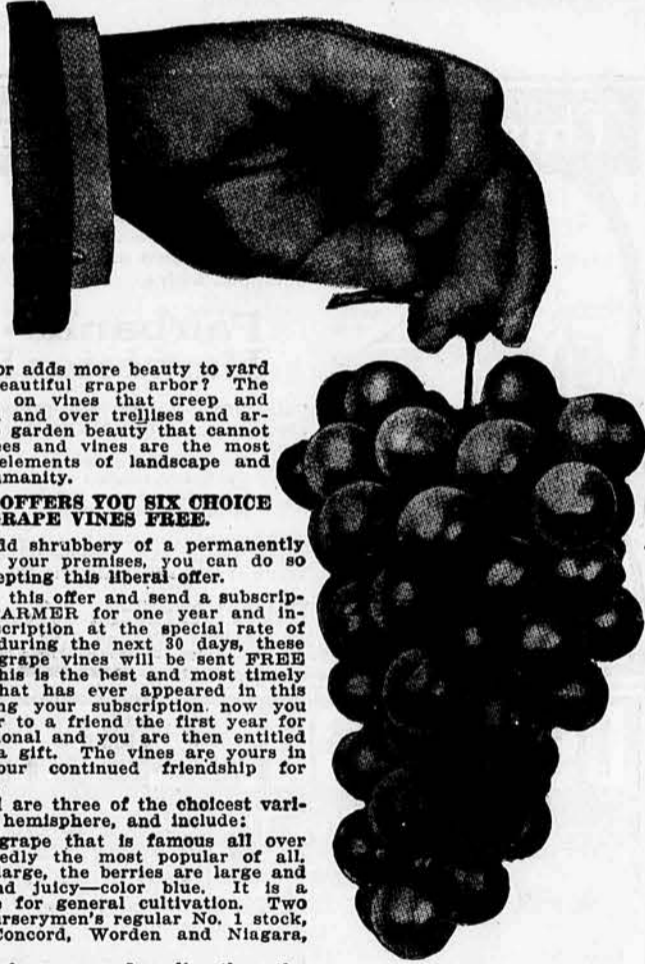 or adds more beauty to yard
eautiful grape arbor? The
on vines that creep and
and over trellises and ar-
garden beauty that cannot
es and vines are the most
elements of landscape and
umanity.
OFFERS YOU SIX CHOICE
RAPE VINES FREE.
dd shrubbery of a permanently
your premises, you can do so
epting this liberal offer.
this offer and send a subscrip-
ARMER for one year and in-
scription at the special rate of
during the next 30 days, these
grape vines will be sent FREE
his is the best and most timely
hat has ever appeared in this
ng your subscription now you
r to a friend the first year for
ional and you are then entitled
a gift. The vines are yours in
our continued friendship for
are three of the choicest vari-
hemisphere, and include:
grape that is famous all over
edly the most popular of all.
large, the berries are large and
nd juicy—color blue. It is a
for general cultivation. Two
urserymen's regular No. 1 stock,
Concord, Worden and Niagara,